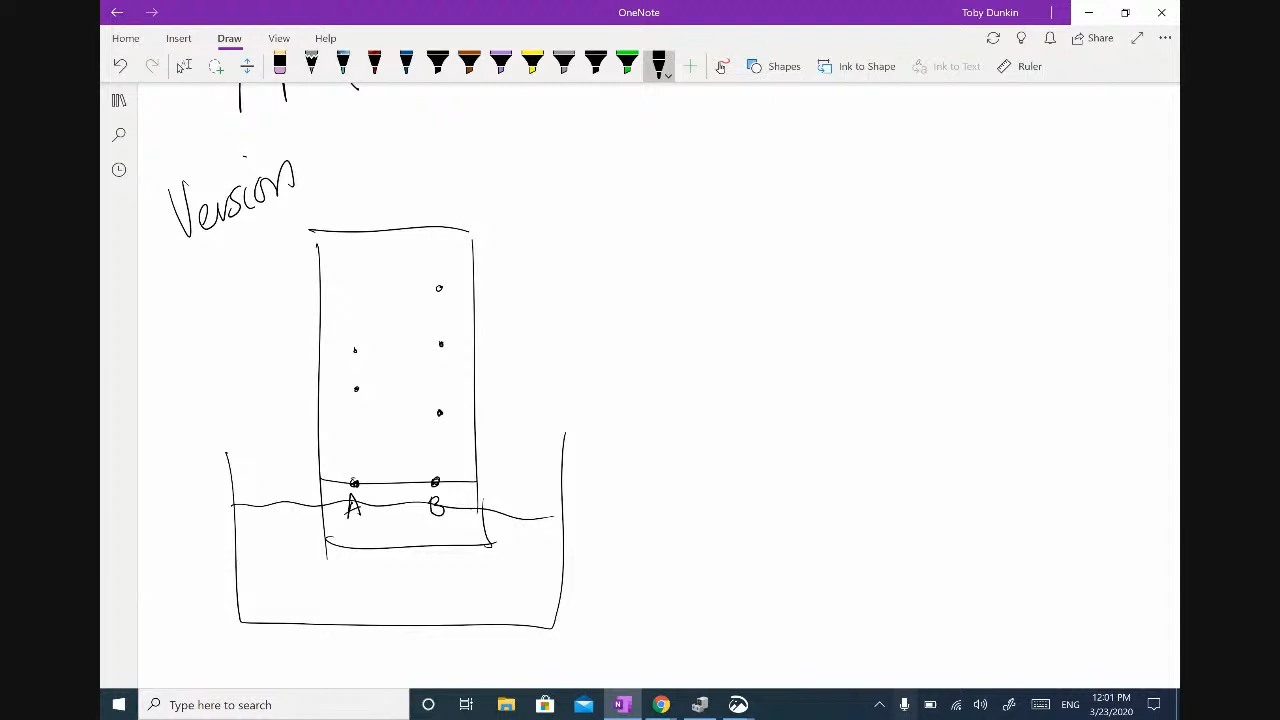 OneNote
Toby Dunkin
Home Insert Draw View Share
Shapes Ink to Shape Ink to Text Ruler
Version
A B
Type here to search
ENG
12:01 PM
3/23/2020